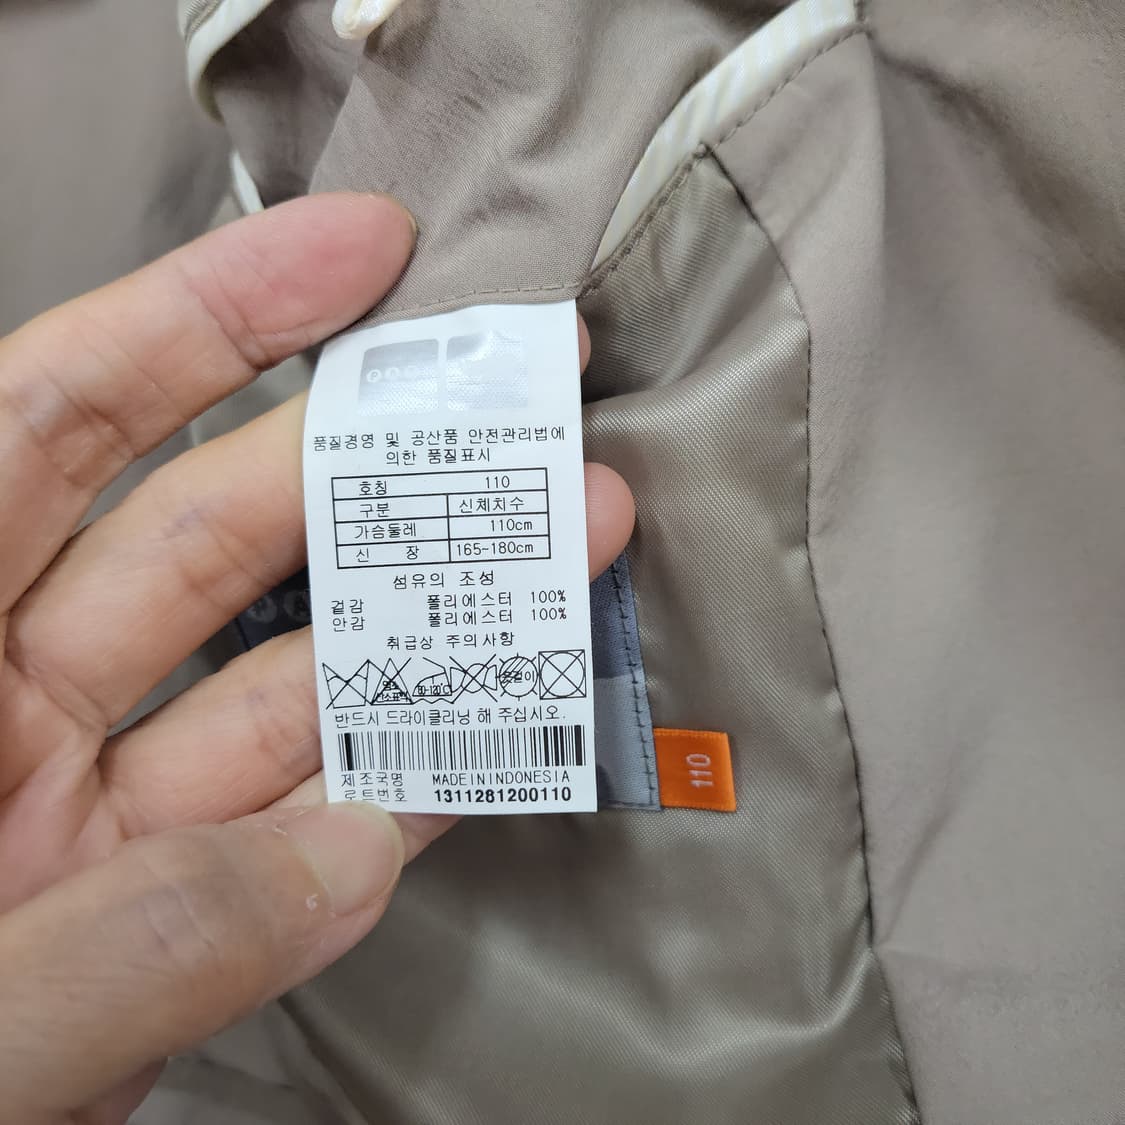 품질경영 및 공산품 안전관리법에
의한 품질표시
호칭 110
구분 신체치수
가슴둘레 110cm
신 장 165~180cm
섬유의 조성
겉감 폴리에스터 100%
안감 폴리에스터 100%
취급상 주의사항
반드시 드라이클리닝 해 주십시오.
제조국명 MADEININDONESIA
로트번호 1311281200110
110